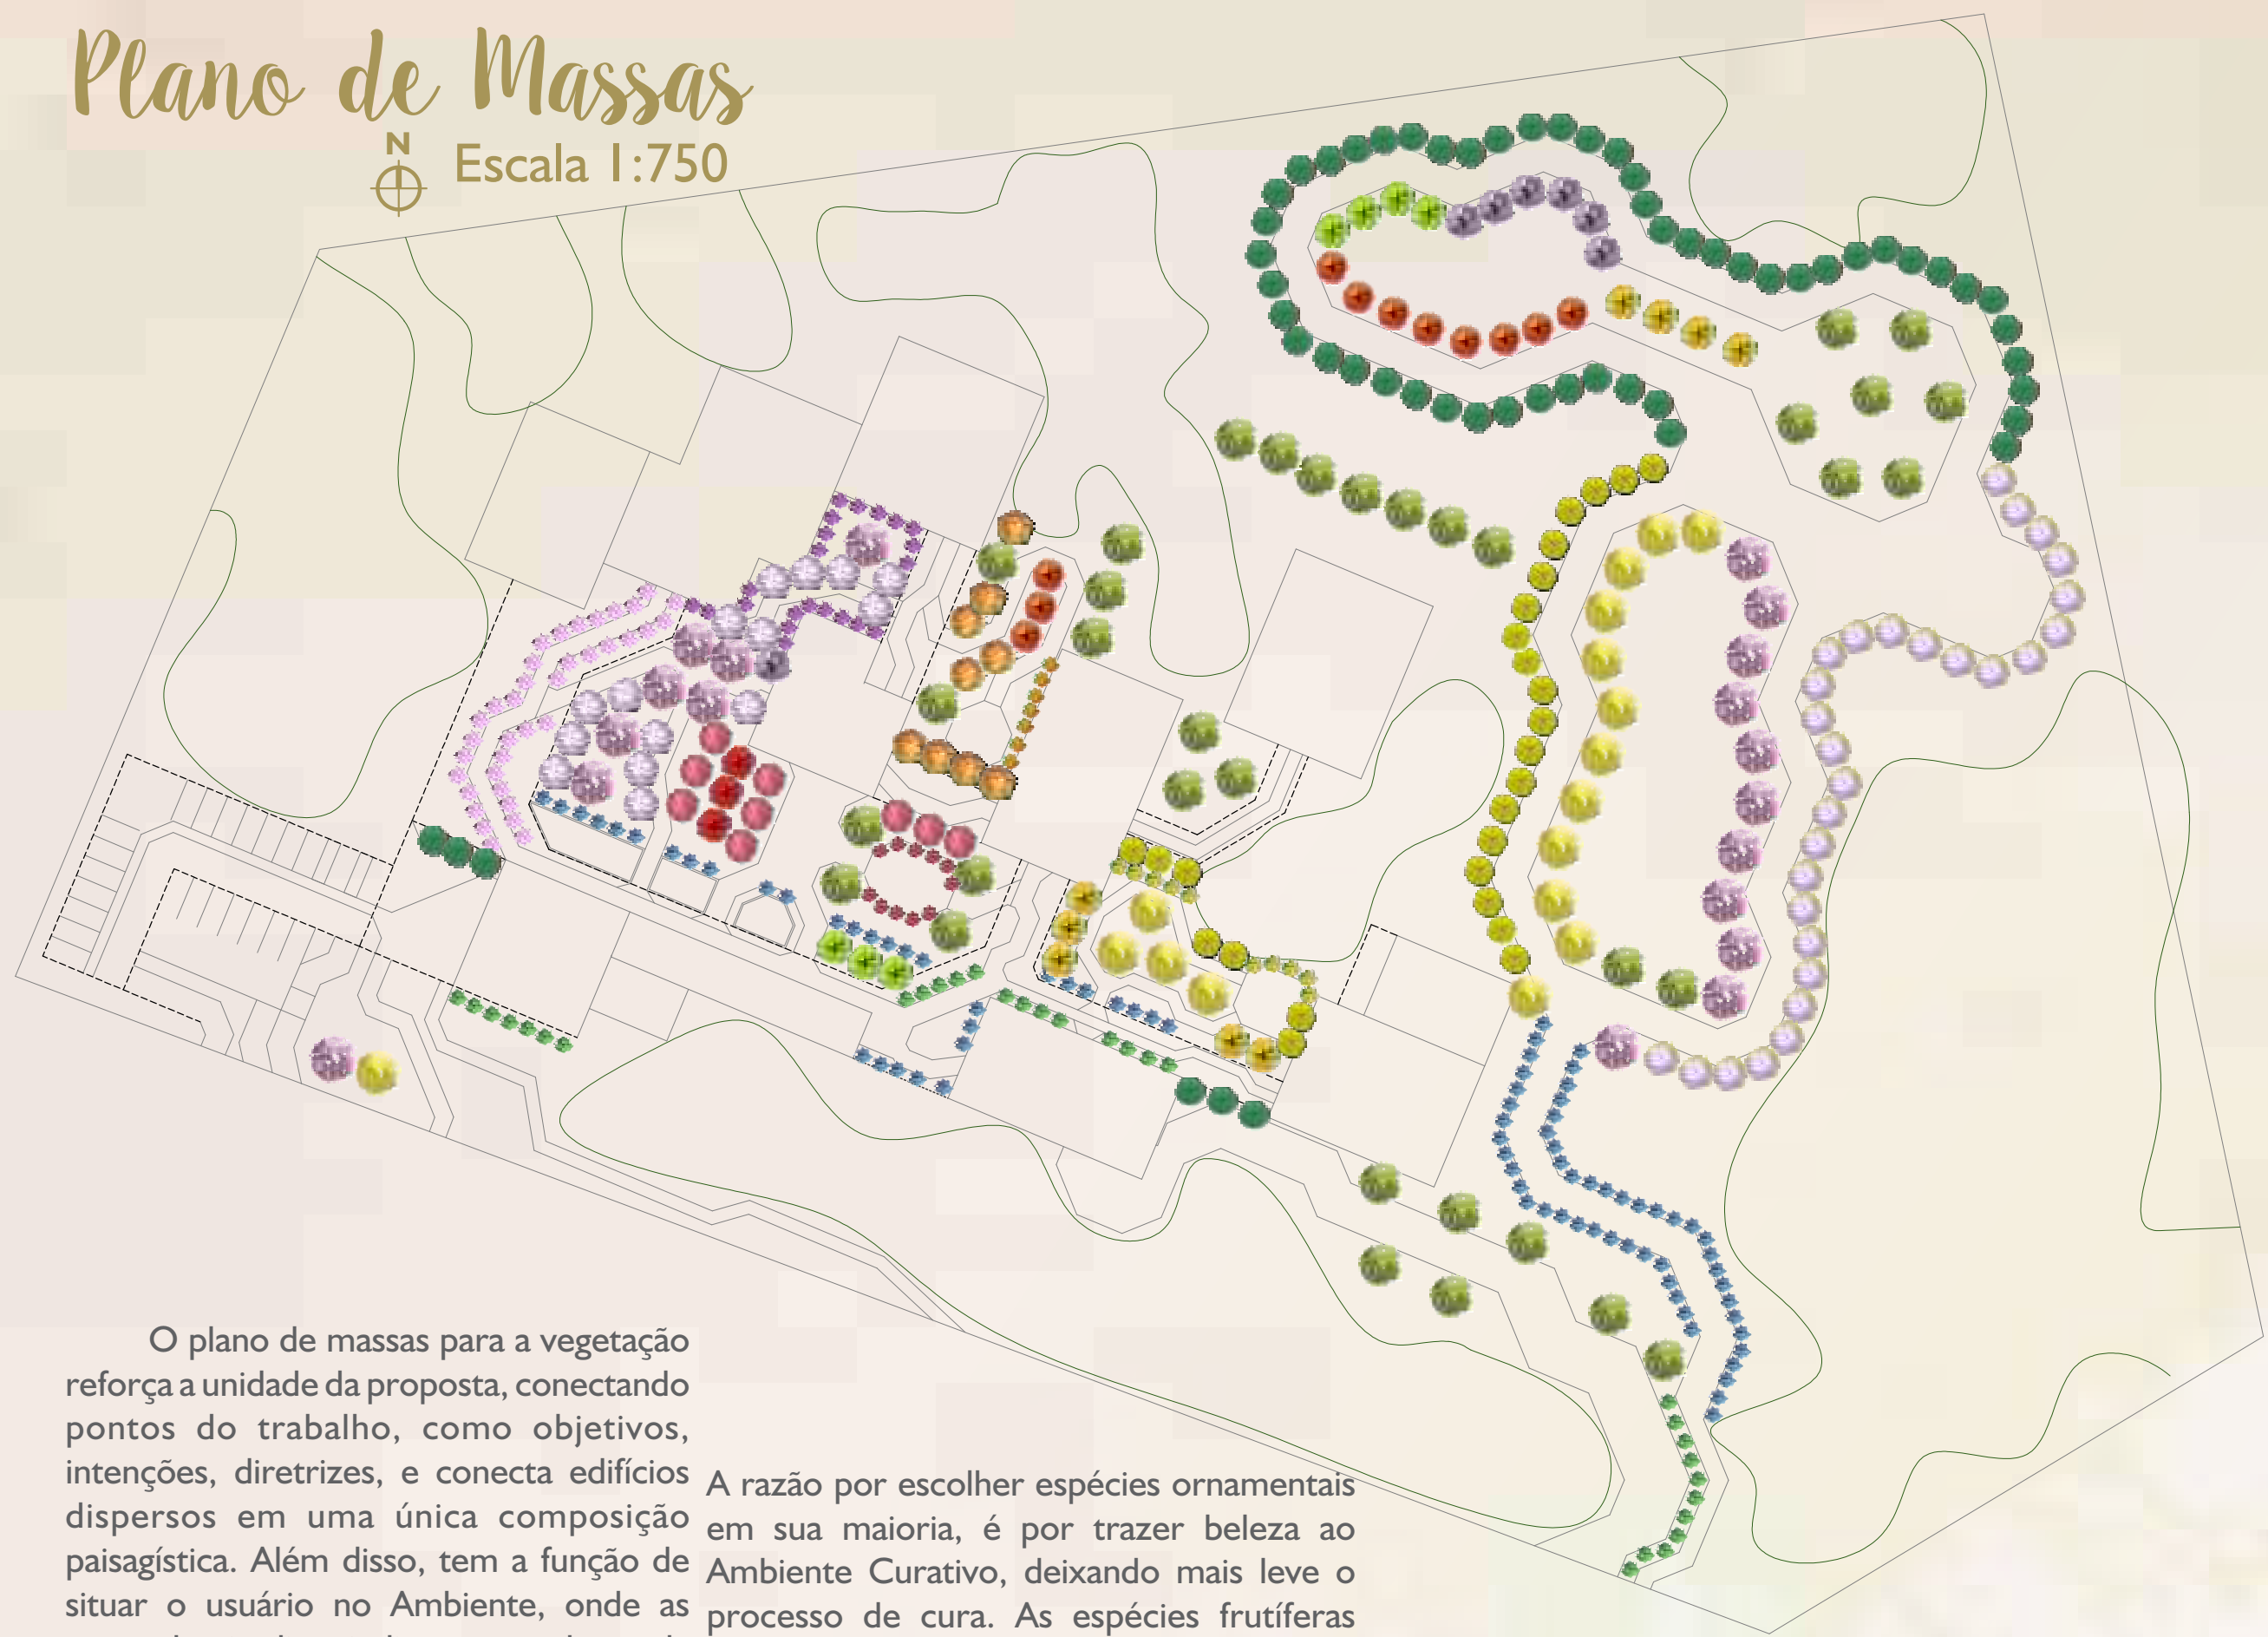 Plano de Massas
N
Escala 1:750
O plano de massas para a vegetação
reforça a unidade da proposta, conectando
pontos do trabalho, como objetivos,
intenções, diretrizes, e conecta edifícios
dispersos em uma única composição
paisagística. Além disso, tem a função de
situar o usuário no Ambiente, onde as
A razão por escolher espécies ornamentais
em sua maioria, é por trazer beleza ao
Ambiente Curativo, deixando mais leve o
processo de cura. As espécies frutíferas